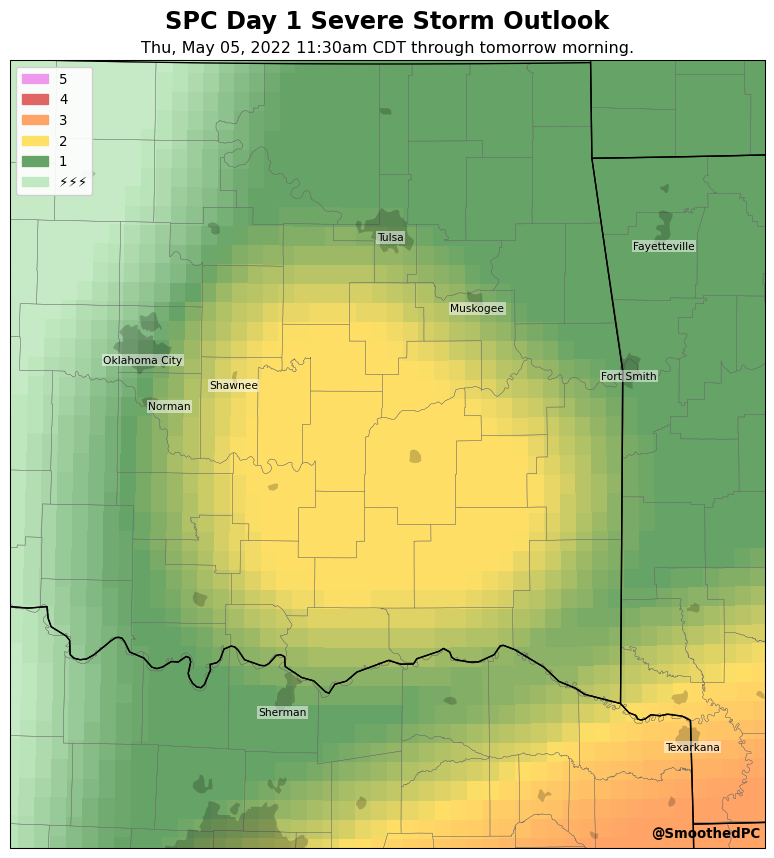 SPC Day 1 Severe Storm Outlook
Thu, May 05, 2022 11:30am CDT through tomorrow morning.
5
4
3
2
1
⚡⚡⚡
Tulsa
Fayetteville
Muskogee
Oklahoma City
Fort Smith
Shawnee
Norman
Sherman
Texarkana
@SmoothedPC